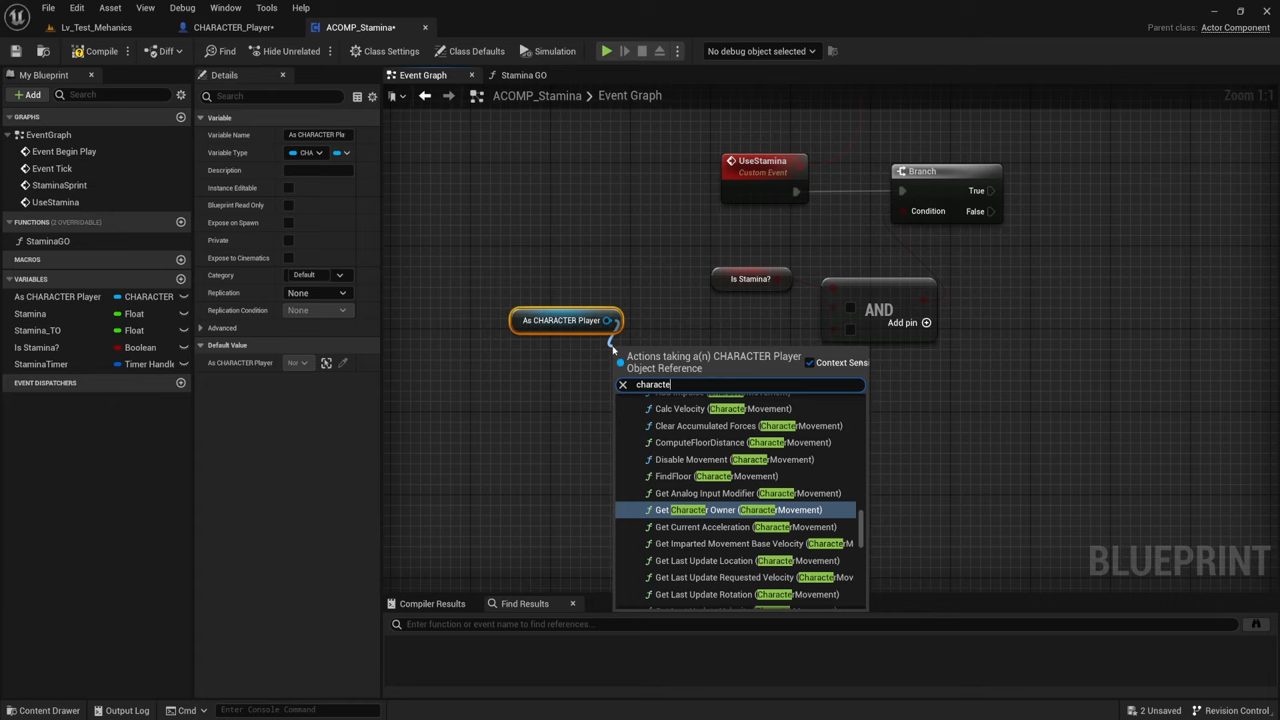 File Edit Asset View Debug Window Tools Help
Lv_Test_Mehanics
CHARACTER_Player•
ACOMP_Stamina•
Parent class: Actor Component
Compile
Diff
Find
Hide Unrelated
Class Settings
Class Defaults
Simulation
No debug object selected
My Blueprint
Details
Event Graph
Stamina GO
Add
Search
Search
ACOMP_Stamina > Event Graph
Zoom 1:1
GRAPHS
EventGraph
Event Begin Play
Event Tick
StaminaSprint
UseStamina
FUNCTIONS (2 OVERRIDABLE)
StaminaGO
MACROS
VARIABLES
As CHARACTER Player CHARACTER
Stamina Float
Stamina_TO Float
Is Stamina? Boolean
StaminaTimer Timer Handle
EVENT DISPATCHERS
Variable
Variable Name As CHARACTER Pla
Variable Type CHA
Description
Instance Editable
Blueprint Read Only
Expose on Spawn
Private
Expose to Cinematics
Category Default
Replication None
Replication Condition None
Advanced
Default Value
As CHARACTER Player
UseStamina
Custom Event
Branch
True
Condition False
Is Stamina?
AND
Add pin
As CHARACTER Player
Actions taking a(n) CHARACTER Player
Object Reference
Context Sens
characte
Calc Velocity (CharacterMovement)
Clear Accumulated Forces (CharacterMovement)
ComputeFloorDistance (CharacterMovement)
Disable Movement (CharacterMovement)
FindFloor (CharacterMovement)
Get Analog Input Modifier (CharacterMovement)
Get Character Owner (CharacterMovement)
Get Current Acceleration (CharacterMovement)
Get Imported Movement Base Velocity (CharacterM
Get Last Update Location (CharacterMovement)
Get Last Update Requested Velocity (CharacterMov
Get Last Update Rotation (CharacterMovement)
BLUEPRINT
Compiler Results
Find Results
Enter function or event name to find references...
Content Drawer
Output Log
Cmd
Enter Console Command
2 Unsaved
Revision Control